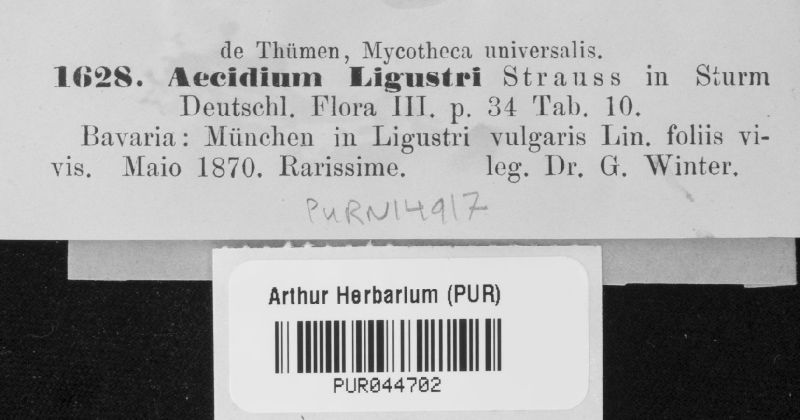 de Thümen, Mycotheca universalis.
1628. Aecidium Ligustri Strauss in Sturm
Deutschl. Flora III. p. 34 Tab. 10.
Bavaria: München in Ligustri vulgaris Lin. foliis vi-
vis. Maio 1870. Rarissime. leg. Dr. G. Winter.
PURN14917
Arthur Herbarium (PUR)
PUR044702